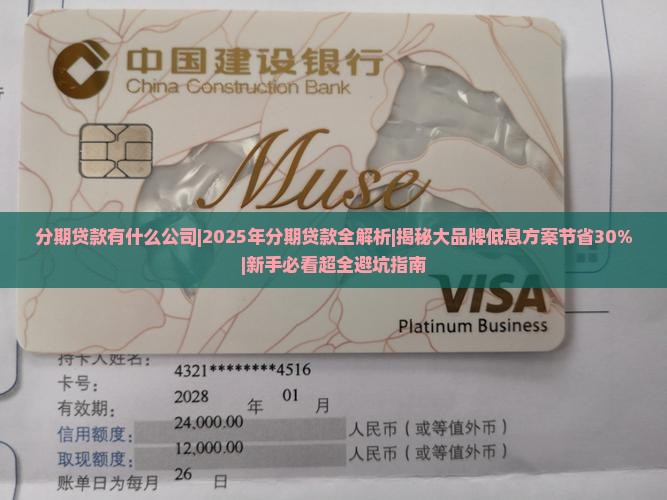 中国建设银行
China Construction Bank
Muse
分期贷款有什么公司|2025年分期贷款全解析|揭秘大品牌低息方案节省30%
|新手必看超全避坑指南
VISA
Platinum Business
持卡人姓名：
4321********4516
卡号：
2028 年 01 月
有效期：
24,000.00
信用额度： 人民币（或等值外币）
12,000.00
取现额度： 人民币（或等值外币）
账单日为每月 26 日